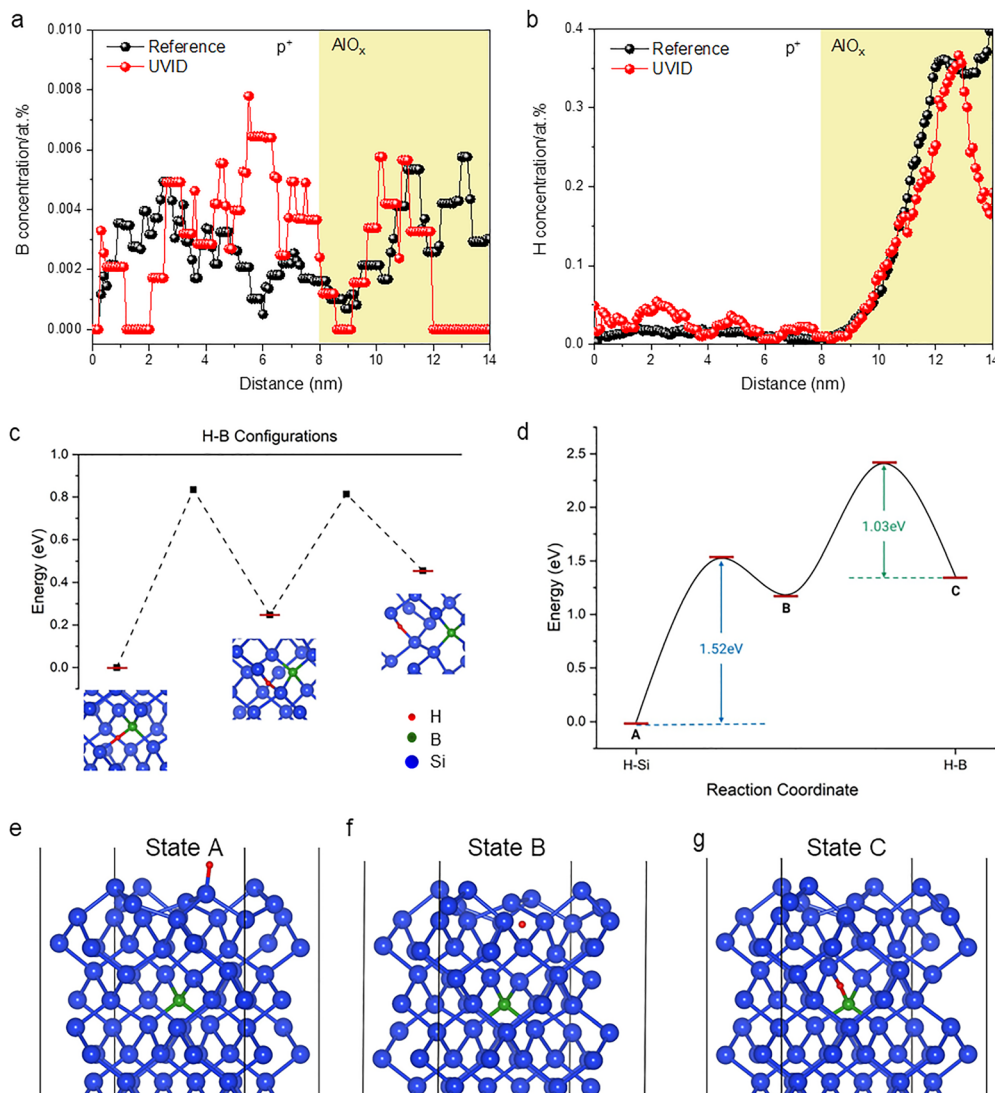 a
0.010
0.008
0.006
0.004
0.002
0.000
B concentration/at.%
Reference
UVID
p+
AlOx
0 2 4 6 8 10 12 14
Distance (nm)
b
0.4
0.3
0.2
0.1
0.0
H concentration/at.%
Reference
UVID
p+
AlOx
0 2 4 6 8 10 12 14
Distance (nm)
c
H-B Configurations
1.0
0.8
0.6
0.4
0.2
0.0
Energy (eV)
H
B
Si
d
2.5
2.0
1.5
1.0
0.5
0.0
Energy (eV)
1.52eV
1.03eV
A
B
C
H-Si H-B
Reaction Coordinate
e
State A
f
State B
g
State C